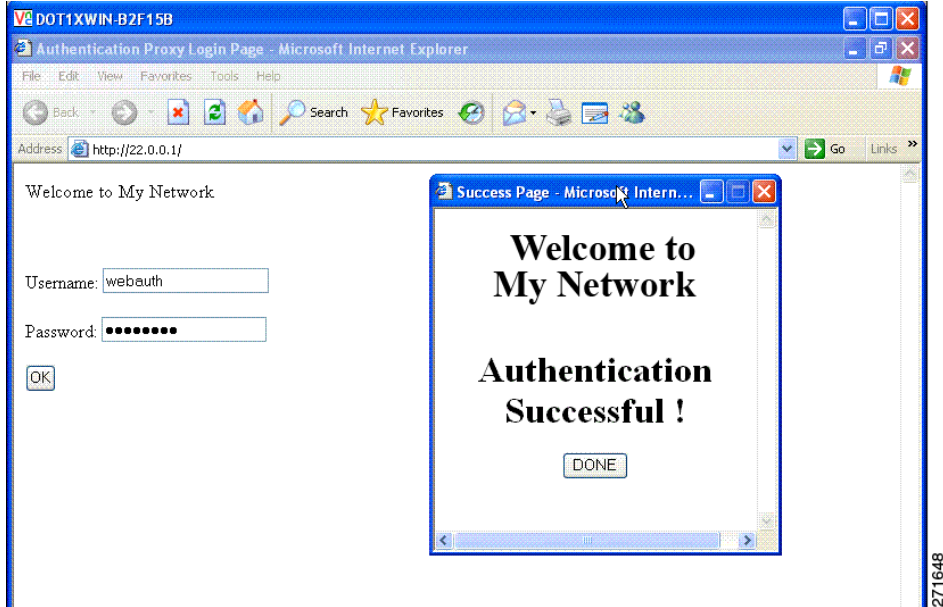 DOT1XWIN-B2F15B
Authentication Proxy Login Page - Microsoft Internet Explorer
File Edit View Favorites Tools Help
Back Search Favorites
Address http://22.0.0.1/ Go Links »
Welcome to My Network
Username: webauth
Password: ●●●●●●●●
OK
Success Page - Microsoft Intern...
Welcome to
My Network
Authentication
Successful !
DONE
271648